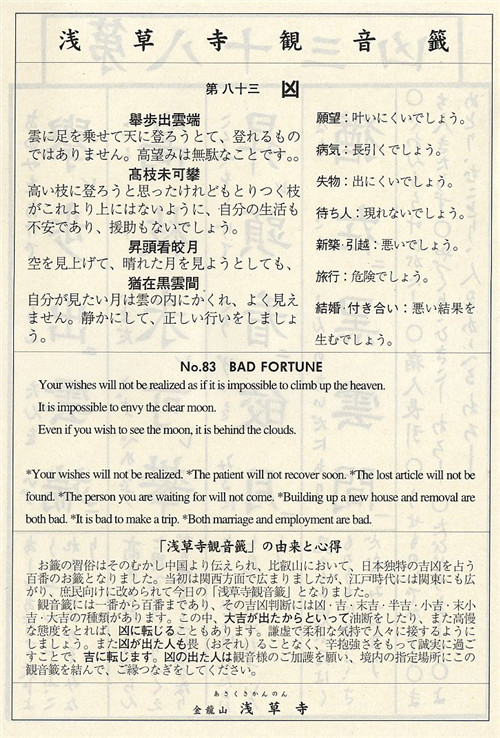 浅草寺観音籤
第八十三 凶
舉歩出雲端
雲に足を乗せて天に登ろうとて、登れるもの
ではありません。高望みは無駄なことです。。
髙枝未可攀
高い枝に登ろうと思ったけれどもとりつく枝
がこれより上にはないように、自分の生活も
不安であり、援助もないでしょう。
昇頭看皎月
空を見上げて、晴れた月を見ようとしても、
猶在黒雲間
自分が見たい月は雲の内にかくれ、よく見え
ません。静かにして、正しい行いをしましょ
う。
願望：叶いにくいでしょう。
病気：長引くでしょう。
失物：出にくいでしょう。
待ち人：現れないでしょう。
新築・引越：悪いでしょう。
旅行：危険でしょう。
結婚・付き合い：悪い結果を
生むでしょう。
No.83 BAD FORTUNE
Your wishes will not be realized as if it is impossible to climb up the heaven.
It is impossible to envy the clear moon.
Even if you wish to see the moon, it is behind the clouds.
*Your wishes will not be realized. *The patient will not recover soon. *The lost article will not be
found. *The person you are waiting for will not come. *Building up a new house and removal are
both bad. *It is bad to make a trip. *Both marriage and employment are bad.
「浅草寺観音籤」の由来と心得
お籤の習俗はそのむかし中国より伝えられ、比叡山において、日本独特の吉凶を占う
百番のお籤となりました。当初は関西方面で広まりましたが、江戸時代には関東にも広
がり、庶民向けに改められて今日の「浅草寺観音籤」となりました。
観音籤には一番から百番まであり、その吉凶判断には凶・吉・末吉・半吉・小吉・末小
吉・大吉の7種類があります。この中、大吉が出たからといって油断をしたり、また高慢
な態度をとれば、凶に転じることもあります。謙虚で柔和な気持で人々に接するようにし
ましょう。また凶が出た人も畏（おそれ）ることなく、辛抱強さをもって誠実に過ご
すことで、吉に転じます。凶の出た人は観音様のご加護を願い、境内の指定場所にこの
観音籤を結んで、ご縁つなぎをしてください。
あさくさかんのん
金龍山 浅草寺